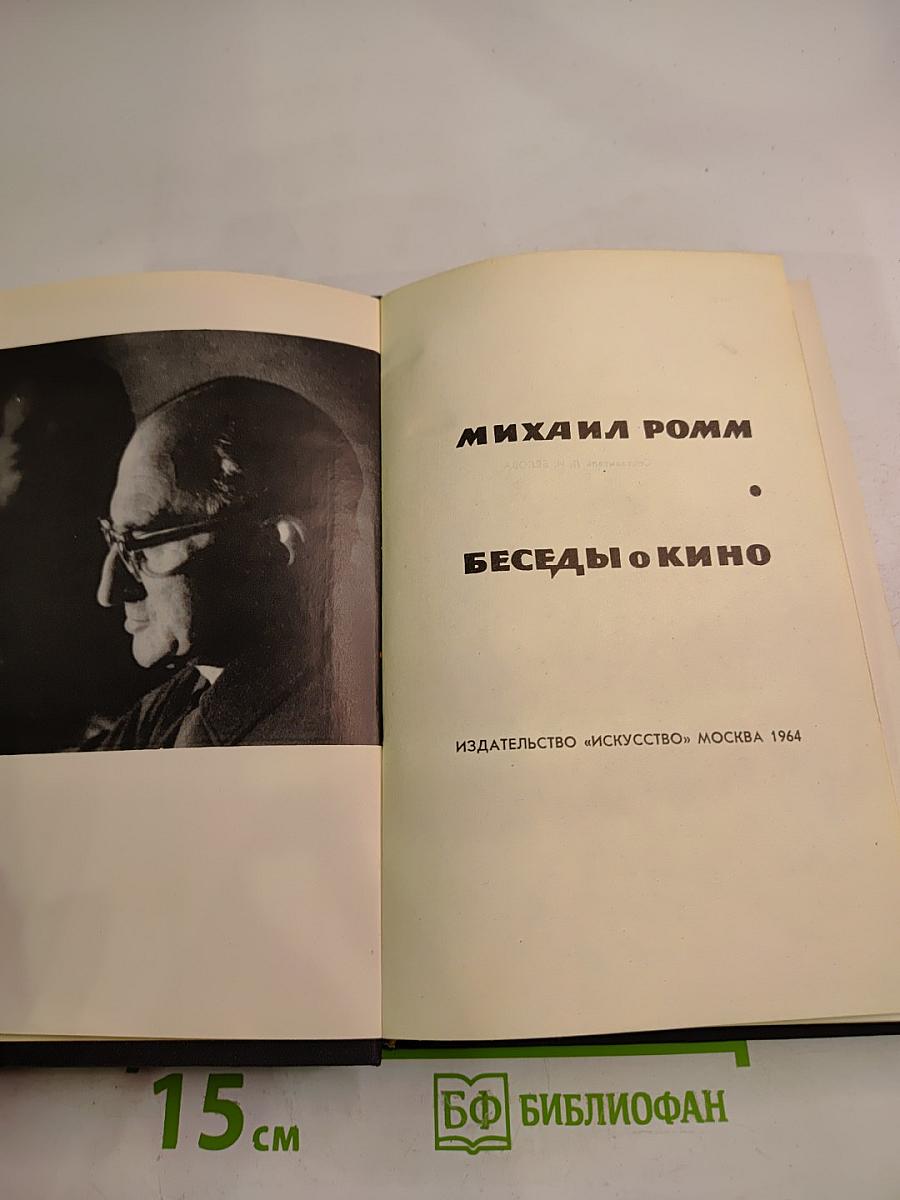 МИХАИЛ РОММ
•
БЕСЕДЫ о КИНО
ИЗДАТЕЛЬСТВО «ИСКУССТВО» МОСКВА 1964
15 см
БФ БИБЛИОФАН